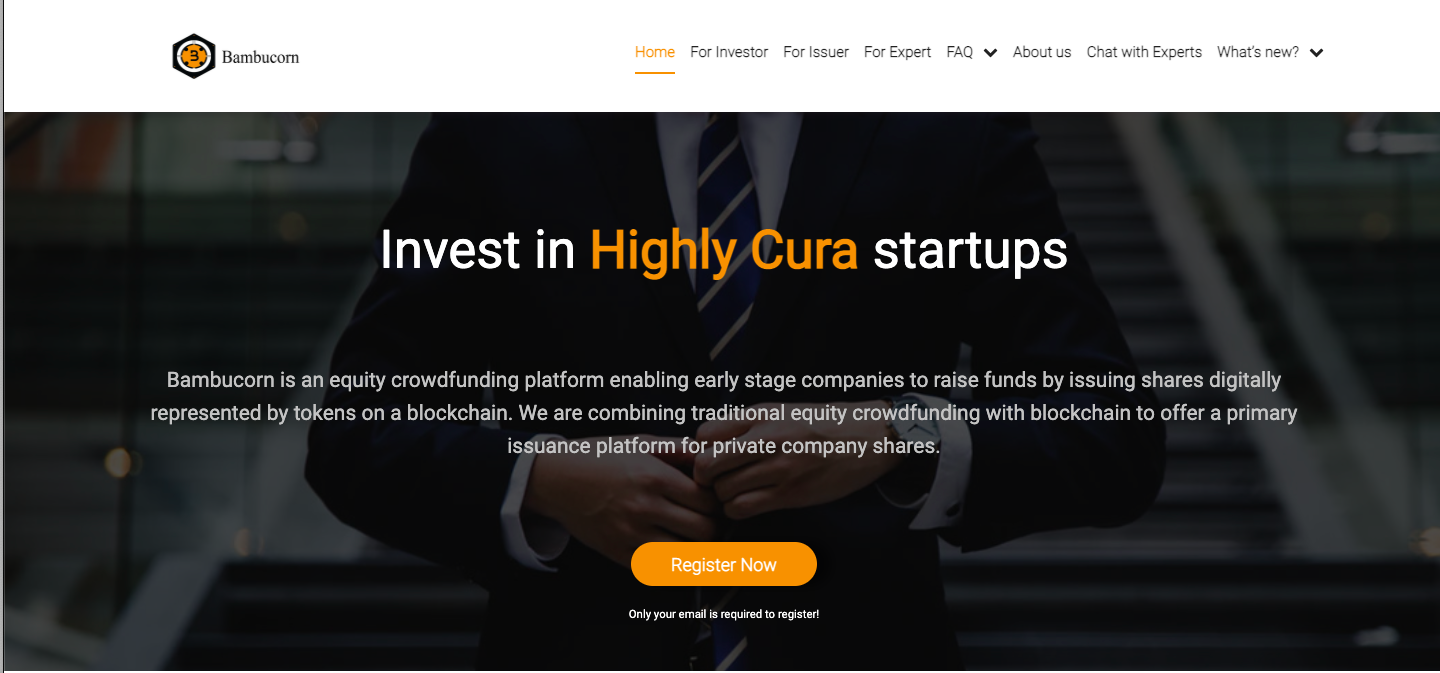 Bambucorn
Home For Investor For Issuer For Expert FAQ About us Chat with Experts What's new?
Invest in Highly Cura startups
Bambucorn is an equity crowdfunding platform enabling early stage companies to raise funds by issuing shares digitally
represented by tokens on a blockchain. We are combining traditional equity crowdfunding with blockchain to offer a primary
issuance platform for private company shares.
Register Now
Only your email is required to register!